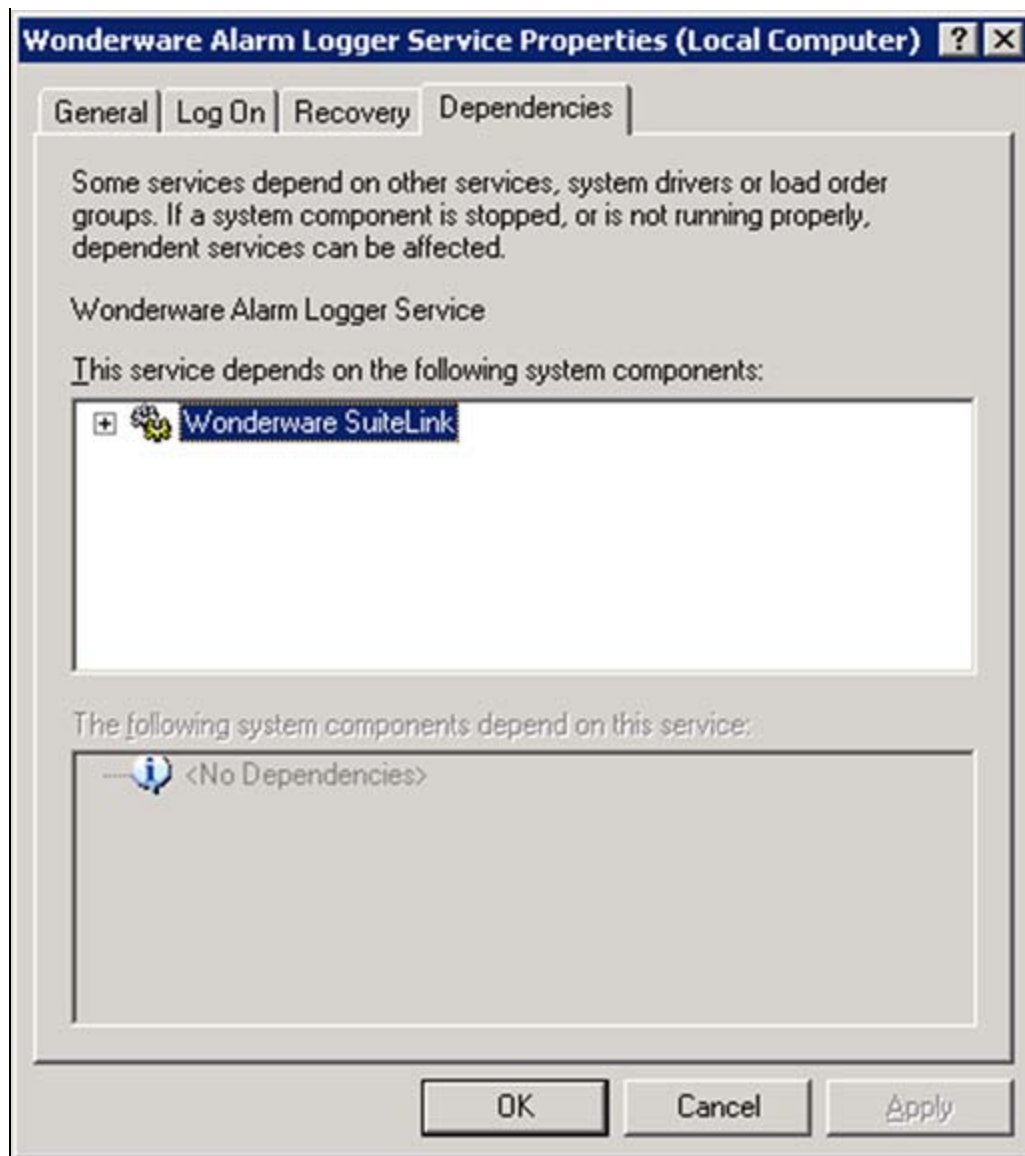 Wonderware Alarm Logger Service Properties (Local Computer) ? X
General Log On Recovery Dependencies
Some services depend on other services, system drivers or load order
groups. If a system component is stopped, or is not running properly,
dependent services can be affected.
Wonderware Alarm Logger Service
This service depends on the following system components:
Wonderware SuiteLink
The following system components depend on this service:
<No Dependencies>
OK Cancel Apply